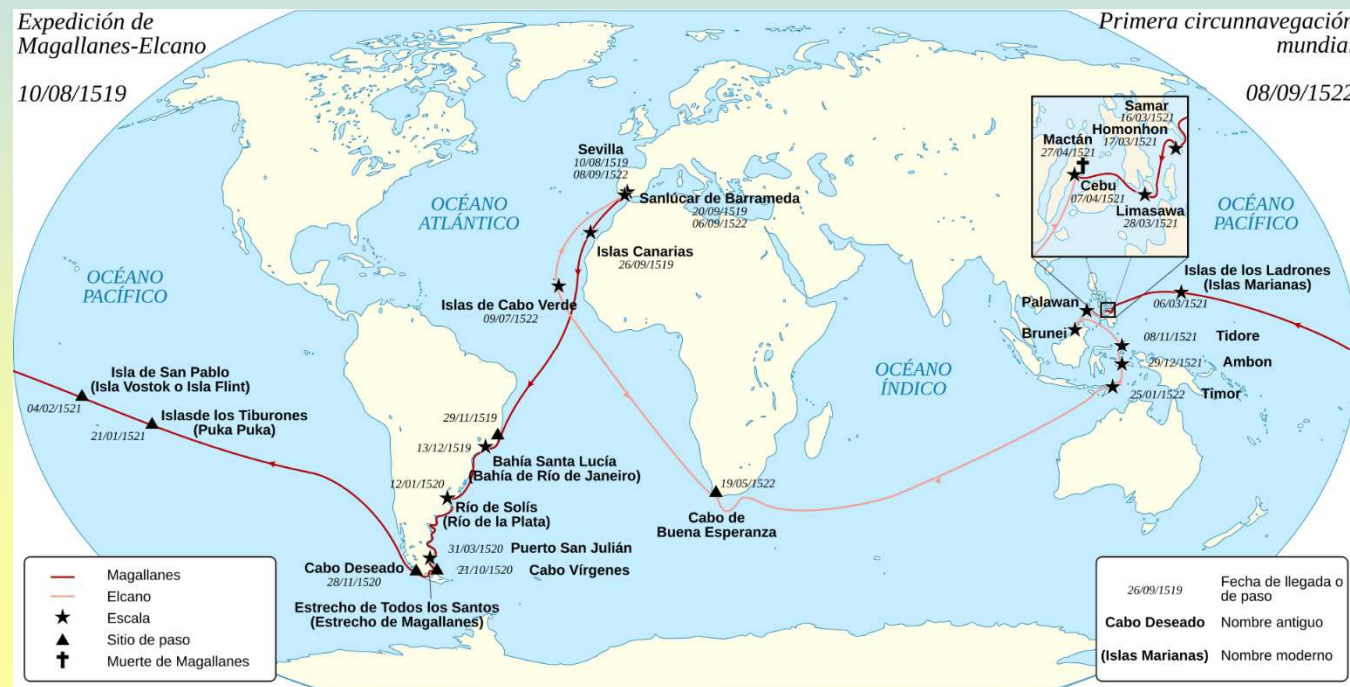 Expedición de
Magallanes-Elcano
10/08/1519
Primera circunnavegación
mundial
08/09/1522
Samar
16/03/1521
Homonhon
17/03/1521
Mactán
27/04/1521
Cebu
07/04/1521
Limasawa
28/03/1521
Sevilla
10/08/1519
08/09/1522
Sanlúcar de Barrameda
20/09/1519
06/09/1522
Islas Canarias
26/09/1519
OCÉANO
ATLÁNTICO
OCÉANO
PACÍFICO
OCÉANO
PACÍFICO
Islas de los Ladrones
(Islas Marianas)
06/03/1521
Islas de Cabo Verde
09/07/1522
Palawan
Brunei
08/11/1521 Tidore
29/12/1521 Ambon
25/01/1522 Timor
OCÉANO
ÍNDICO
Isla de San Pablo
(Isla Vostok o Isla Flint)
04/02/1521
Islasde los Tiburones
(Puka Puka)
21/01/1521
29/11/1519
13/12/1519
Bahía Santa Lucía
(Bahía de Río de Janeiro)
12/01/1520
Río de Solís
(Río de la Plata)
19/05/1522
Cabo de
Buena Esperanza
31/03/1520 Puerto San Julián
21/10/1520 Cabo Vírgenes
Cabo Deseado
28/11/1520
Estrecho de Todos los Santos
(Estrecho de Magallanes)
Magallanes
Elcano
Escala
Sitio de paso
Muerte de Magallanes
26/09/1519 Fecha de llegada o
de paso
Cabo Deseado Nombre antiguo
(Islas Marianas) Nombre moderno